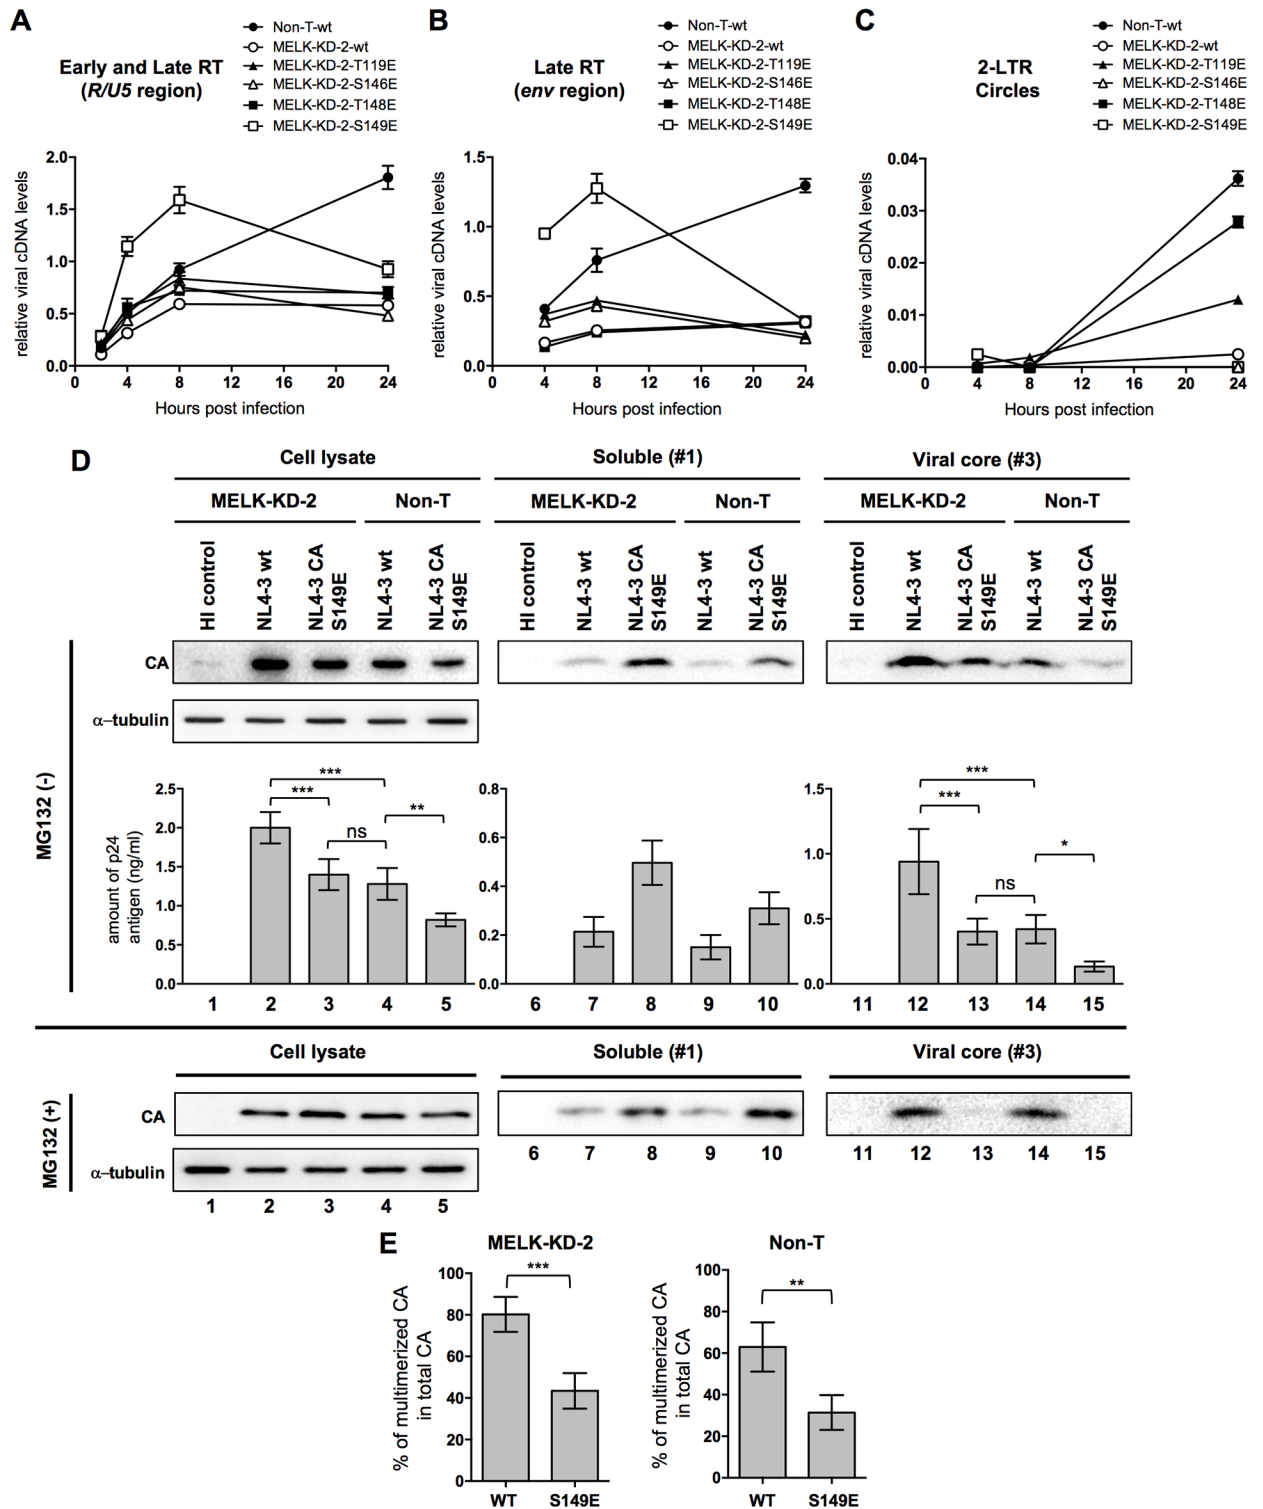 A
Early and Late RT
(R/U5 region)
Non-T-wt
MELK-KD-2-wt
MELK-KD-2-T119E
MELK-KD-2-S146E
MELK-KD-2-T148E
MELK-KD-2-S149E
relative viral cDNA levels
2.0
1.5
1.0
0.5
0.0
0 4 8 12 16 20 24
Hours post infection
B
Late RT
(env region)
Non-T-wt
MELK-KD-2-wt
MELK-KD-2-T119E
MELK-KD-2-S146E
MELK-KD-2-T148E
MELK-KD-2-S149E
relative viral cDNA levels
1.5
1.0
0.5
0.0
0 4 8 12 16 20 24
Hours post infection
C
2-LTR
Circles
Non-T-wt
MELK-KD-2-wt
MELK-KD-2-T119E
MELK-KD-2-S146E
MELK-KD-2-T148E
MELK-KD-2-S149E
relative viral cDNA levels
0.04
0.03
0.02
0.01
0.00
0 4 8 12 16 20 24
Hours post infection
D
Cell lysate Soluble (#1) Viral core (#3)
MELK-KD-2 Non-T MELK-KD-2 Non-T MELK-KD-2 Non-T
HI control
NL4-3 wt
NL4-3 CA
S149E
NL4-3 wt
NL4-3 CA
S149E
HI control
NL4-3 wt
NL4-3 CA
S149E
NL4-3 wt
NL4-3 CA
S149E
HI control
NL4-3 wt
NL4-3 CA
S149E
NL4-3 wt
NL4-3 CA
S149E
MG132 (-)
CA
α–tubulin
amount of p24
antigen (ng/ml)
2.5
2.0
1.5
1.0
0.5
0.0
***
***
ns
**
1 2 3 4 5
0.8
0.6
0.4
0.2
0.0
6 7 8 9 10
1.5
1.0
0.5
0.0
***
***
ns
*
11 12 13 14 15
Cell lysate Soluble (#1) Viral core (#3)
MG132 (+)
CA
α–tubulin
1 2 3 4 5
6 7 8 9 10
11 12 13 14 15
E
MELK-KD-2
% of multimerized CA
in total CA
100
80
60
40
20
0
***
WT S149E
Non-T
% of multimerized CA
in total CA
100
80
60
40
20
0
**
WT S149E